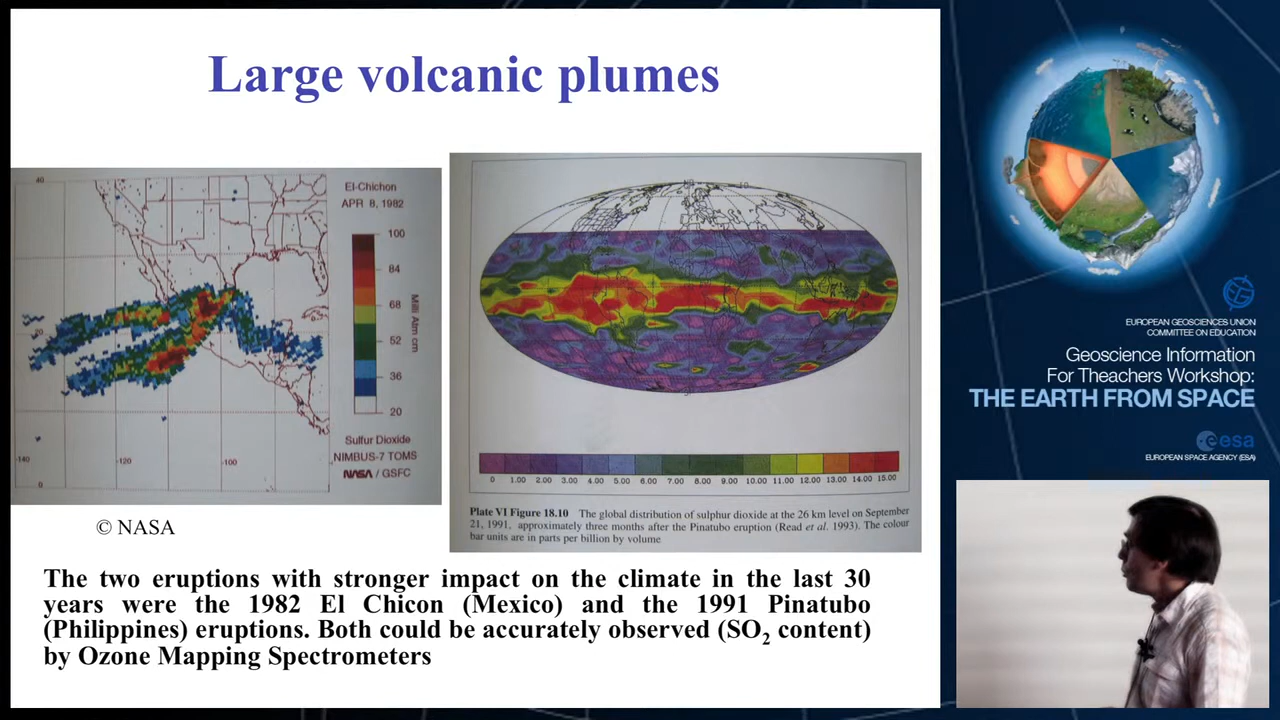 Large volcanic plumes
40
El-Chichon
APR 8, 1982
100
84
68
52
36
20
Milli Atm cm
20
-140
-120
-100
0
Sulfur Dioxide
NIMBUS-7 TOMS
NASA / GSFC
© NASA
0 1.00 2.00 3.00 4.00 5.00 6.00 7.00 8.00 9.00 10.00 11.00 12.00 13.00 14.00 15.00
Plate VI Figure 18.10 The global distribution of sulphur dioxide at the 26 km level on September
21, 1991, approximately three months after the Pinatubo eruption (Read et al. 1993). The colour
bar units are in parts per billion by volume
The two eruptions with stronger impact on the climate in the last 30
years were the 1982 El Chicon (Mexico) and the 1991 Pinatubo
(Philippines) eruptions. Both could be accurately observed (SO2 content)
by Ozone Mapping Spectrometers
EUROPEAN GEOSCIENCES UNION
COMMITTEE ON EDUCATION
Geoscience Information
For Theachers Workshop:
THE EARTH FROM SPACE
esa
EUROPEAN SPACE AGENCY (ESA)